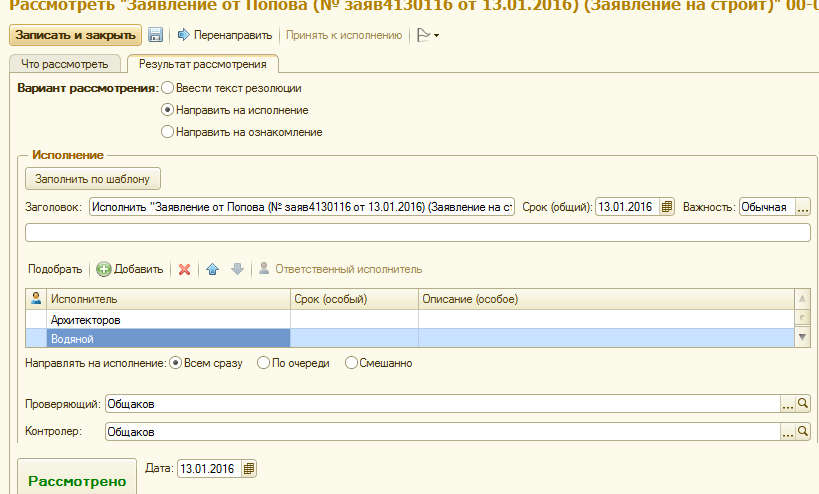 Рассмотреть "Заявление от Попова (№ заяв4130116 от 13.01.2016) (Заявление на строит)" 00-0
Записать и закрыть Перенаправить Принять к исполнению
Что рассмотреть Результат рассмотрения
Вариант рассмотрения: Ввести текст резолюции
Направить на исполнение
Направить на ознакомление
Исполнение
Заполнить по шаблону
Заголовок: Исполнить "Заявление от Попова (№ заяв4130116 от 13.01.2016) (Заявление на ст Срок (общий): 13.01.2016 Важность: Обычная ...
Подобрать Добавить Ответственный исполнитель
Исполнитель Срок (особый) Описание (особое)
Архитекторов
Водяной
Направлять на исполнение: Всем сразу По очереди Смешанно
Проверяющий: Общаков ...
Контролер: Общаков ...
Рассмотрено Дата: 13.01.2016